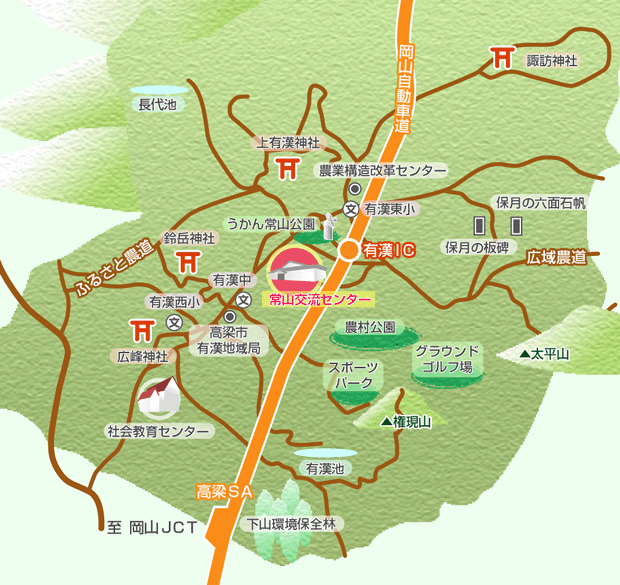 岡山自動車道
諏訪神社
長代池
上有漢神社
農業構造改革センター
文
有漢東小
保月の六面石帆
うかん常山公園
鈴岳神社
有漢IC
保月の板碑
ふるさと農道
広域農道
有漢中
文
常山交流センター
有漢西小
文
高梁市
有漢地域局
農村公園
グラウンド
ゴルフ場
▲太平山
広峰神社
スポーツ
パーク
▲権現山
社会教育センター
有漢池
高梁SA
至 岡山JCT
下山環境保全林